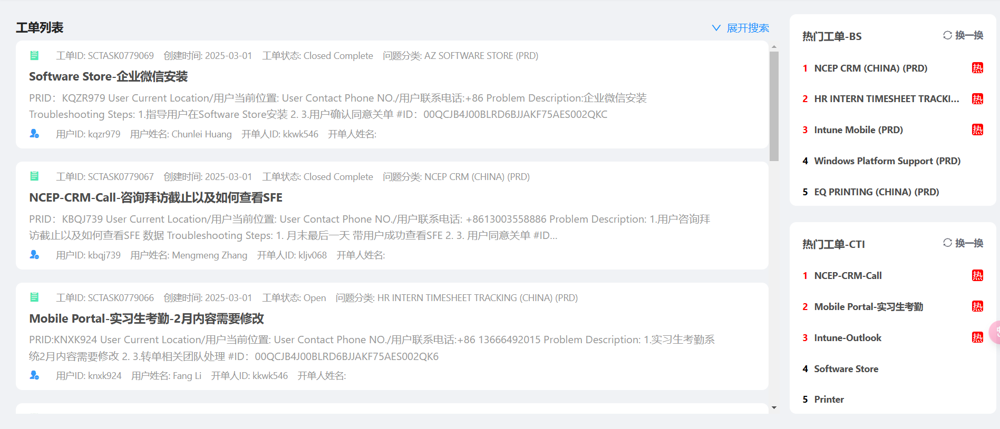 工单列表
展开搜索
工单ID: SCTASK0779069 创建时间: 2025-03-01 工单状态: Closed Complete 问题分类: AZ SOFTWARE STORE (PRD)
Software Store-企业微信安装
PRID：KQZR979 User Current Location/用户当前位置: User Contact Phone NO./用户联系电话:+86 Problem Description:企业微信安装
Troubleshooting Steps: 1.指导用户在Software Store安装 2. 3.用户确认同意关单 #ID：00QCJB4J00BLRD6BJJAKF75AES002QKC
用户ID: kqzr979 用户姓名: Chunlei Huang 开单人ID: kkwk546 开单人姓名:
工单ID: SCTASK0779067 创建时间: 2025-03-01 工单状态: Closed Complete 问题分类: NCEP CRM (CHINA) (PRD)
NCEP-CRM-Call-咨询拜访截止以及如何查看SFE
PRID：KBQJ739 User Current Location/用户当前位置: User Contact Phone NO./用户联系电话: +8613003558886 Problem Description: 1.用户咨询拜
访截止以及如何查看SFE 数据 Troubleshooting Steps: 1. 月末最后一天 带用户成功查看SFE 2. 3. 用户同意关单 #ID...
用户ID: kbqj739 用户姓名: Mengmeng Zhang 开单人ID: kljv068 开单人姓名:
工单ID: SCTASK0779066 创建时间: 2025-03-01 工单状态: Open 问题分类: HR INTERN TIMESHEET TRACKING (CHINA) (PRD)
Mobile Portal-实习生考勤-2月内容需要修改
PRID:KNXK924 User Current Location/用户当前位置: User Contact Phone NO./用户联系电话:+86 13666492015 Problem Description: 1.实习生考勤系
统2月内容需要修改 2. 3.转单相关团队处理 #ID：00QCJB4J00BLRD6BJJAKF75AES002QK6
用户ID: knxk924 用户姓名: Fang Li 开单人ID: kkwk546 开单人姓名:
热门工单-BS 换一换
1 NCEP CRM (CHINA) (PRD) 热
2 HR INTERN TIMESHEET TRACKI... 热
3 Intune Mobile (PRD) 热
4 Windows Platform Support (PRD)
5 EQ PRINTING (CHINA) (PRD)
热门工单-CTI 换一换
1 NCEP-CRM-Call 热
2 Mobile Portal-实习生考勤 热
3 Intune-Outlook 热
4 Software Store
5 Printer